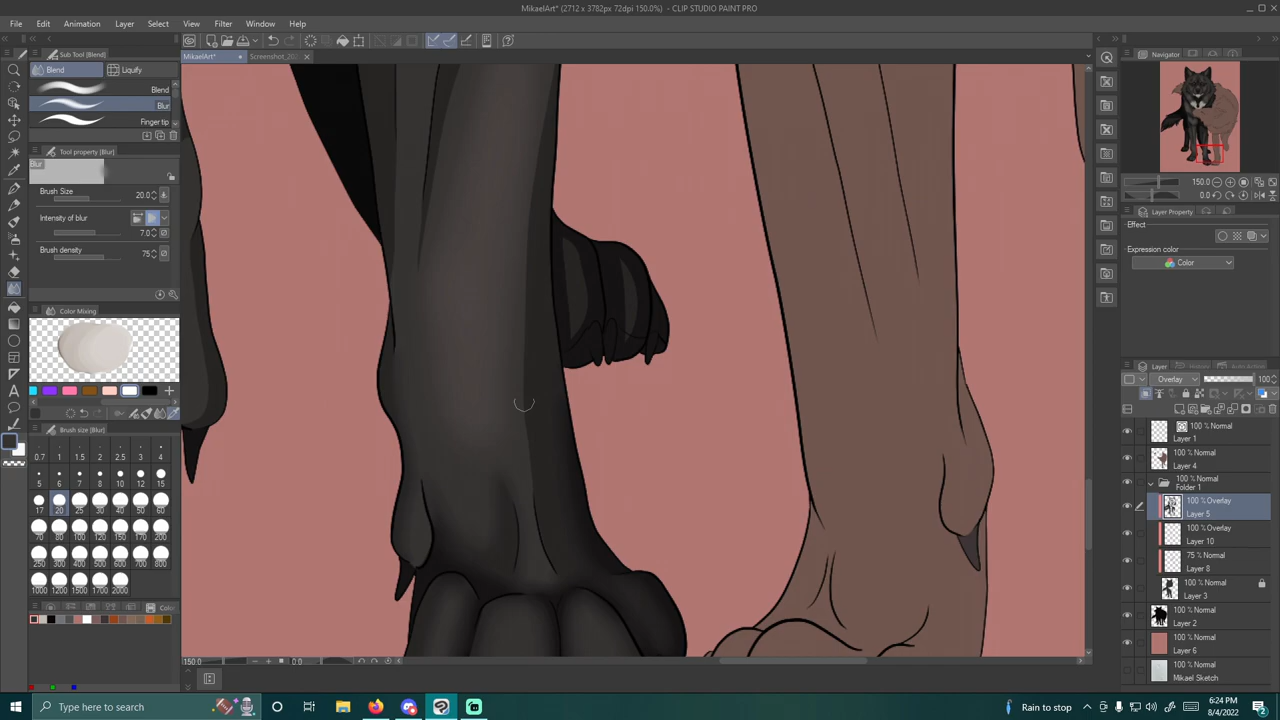 MikaelArt* (2712 x 3782px 72dpi 150.0%) - CLIP STUDIO PAINT PRO
File Edit Animation Layer Select View Filter Window Help
Sub Tool [Blend]
MikaelArt*
Screenshot_20
Navigator
Blend
Liquify
Blend
Blur
Finger tip
Tool property [Blur]
Blur
Brush Size 20.0
Intensity of blur 7.0
Brush density 75
150.0
0.0
Layer Property
Effect
Expression color
Color
Color Mixing
Layer
Overlay 100
100 % Normal
Layer 1
100 % Normal
Layer 4
100 % Normal
Folder 1
100 % Overlay
Layer 5
100 % Overlay
Layer 10
75 % Normal
Layer 8
100 % Normal
Layer 3
100 % Normal
Layer 2
100 % Normal
Layer 6
100 % Normal
Mikael Sketch
Brush size [Blur]
0.7 1 1.5 2 2.5 3 4
5 6 7 8 10 12 15
17 20 25 30 40 50 60
70 80 100 120 150 170 200
250 300 400 500 600 700 800
1000 1200 1500 1700 2000
Color
150.0
0.0
Type here to search
Rain to stop
6:24 PM
8/4/2022
2